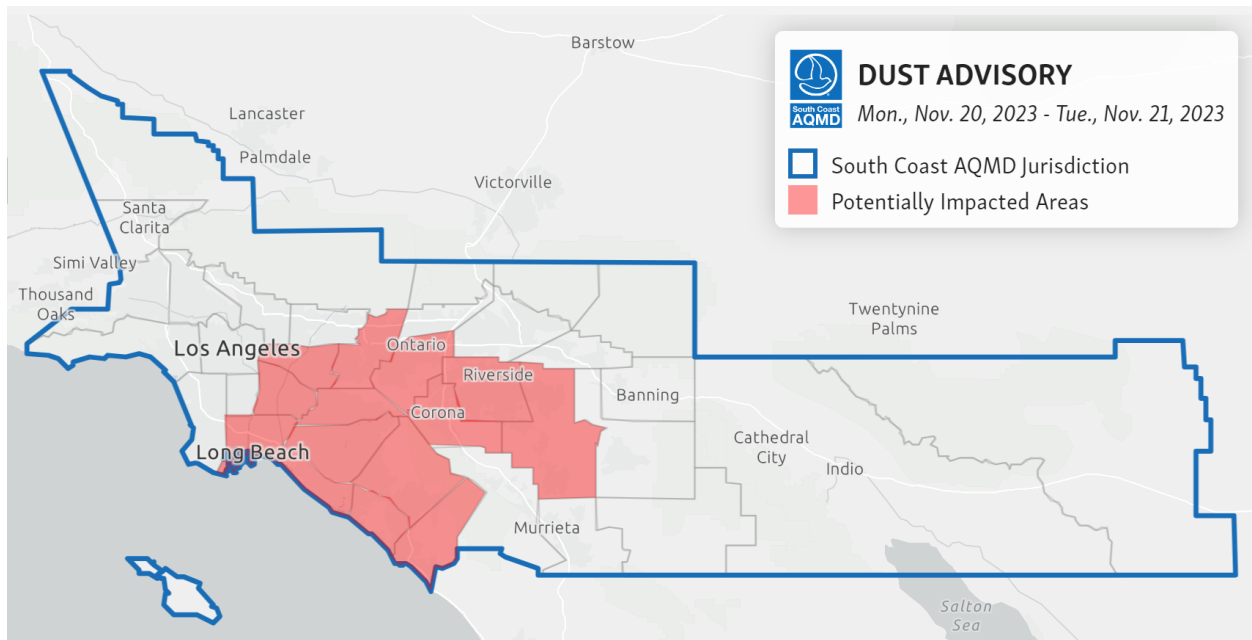 Barstow
DUST ADVISORY
South Coast
AQMD
Mon., Nov. 20, 2023 - Tue., Nov. 21, 2023
South Coast AQMD Jurisdiction
Potentially Impacted Areas
Lancaster
Palmdale
Victorville
Santa
Clarita
Simi Valley
Thousand
Oaks
Los Angeles
Ontario
Riverside
Corona
Banning
Twentynine
Palms
Long Beach
Cathedral
City
Indio
Murrieta
Salton
Sea